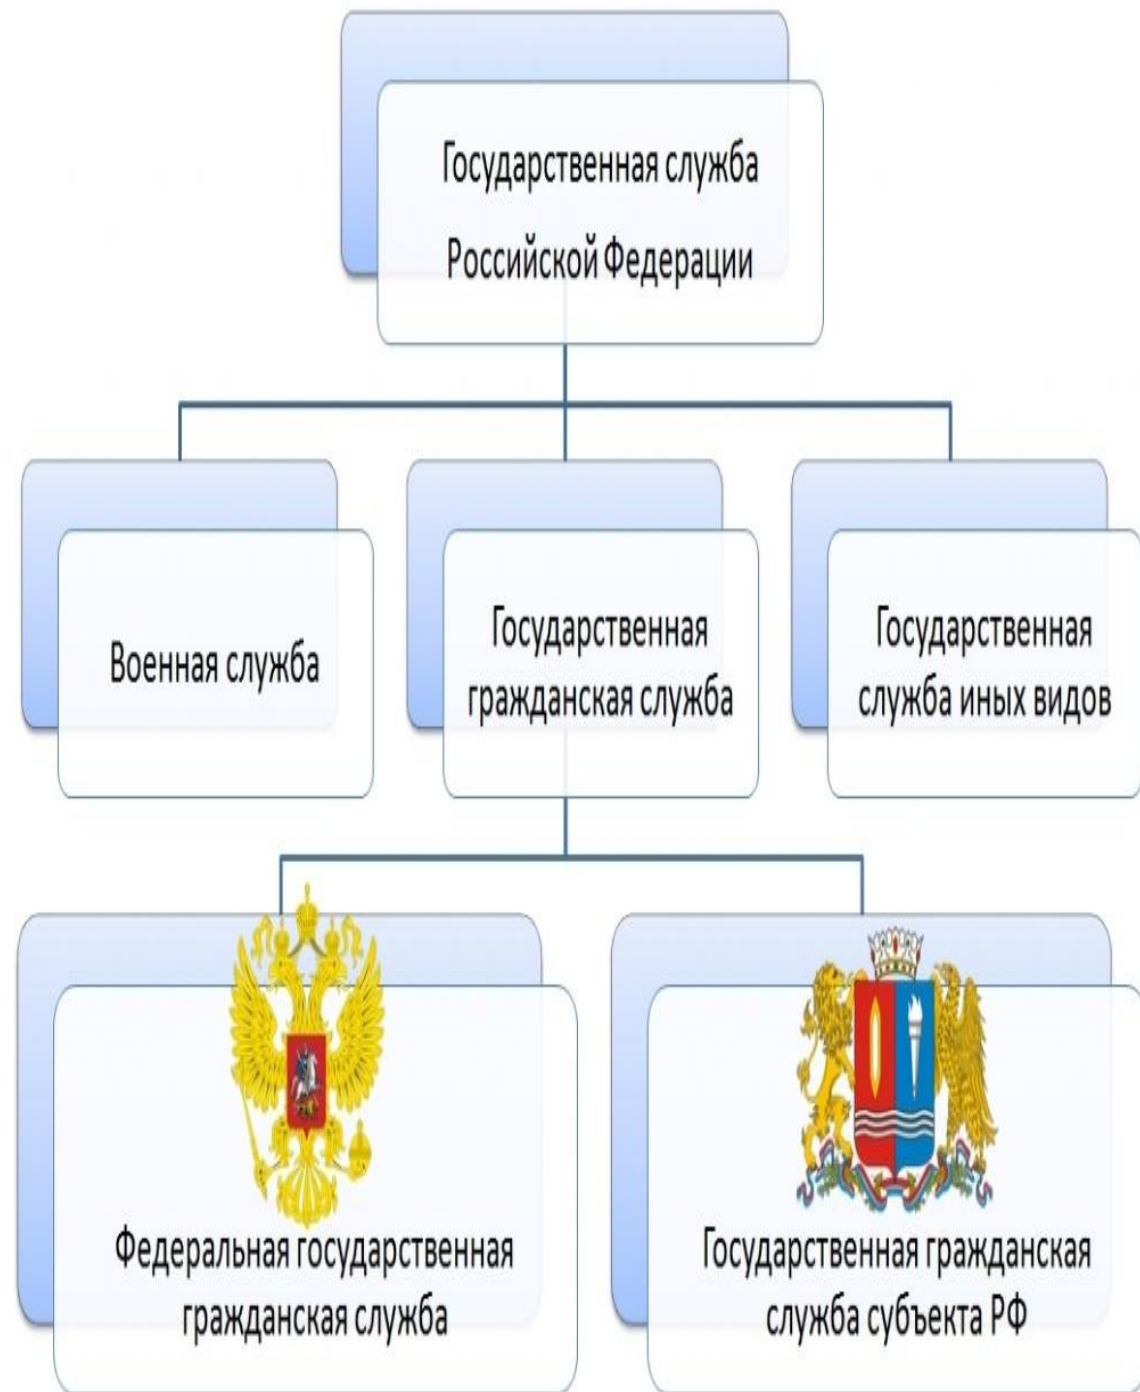 Государственная служба
Российской Федерации
Военная служба
Государственная
гражданская служба
Государственная
служба иных видов
Федеральная государственная
гражданская служба
Государственная гражданская
служба субъекта РФ